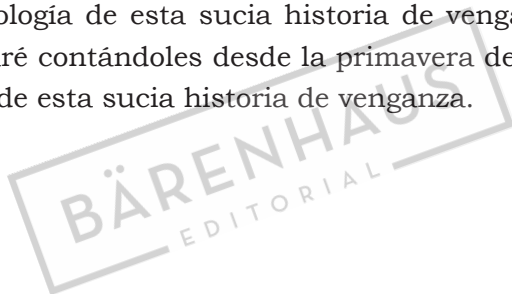 ología de esta sucia historia de venga
ré contándoles desde la primavera de
de esta sucia historia de venganza.
BÄRENHAUS
EDITORIAL